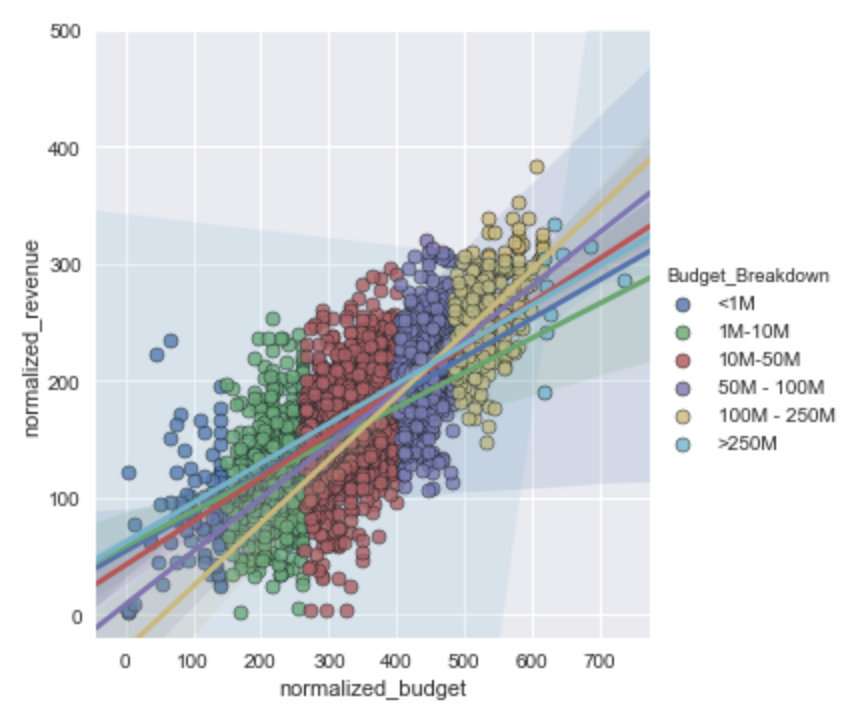 500
400
300
200
100
0
normalized_revenue
0 100 200 300 400 500 600 700
normalized_budget
Budget_Breakdown
<1M
1M-10M
10M-50M
50M - 100M
100M - 250M
>250M